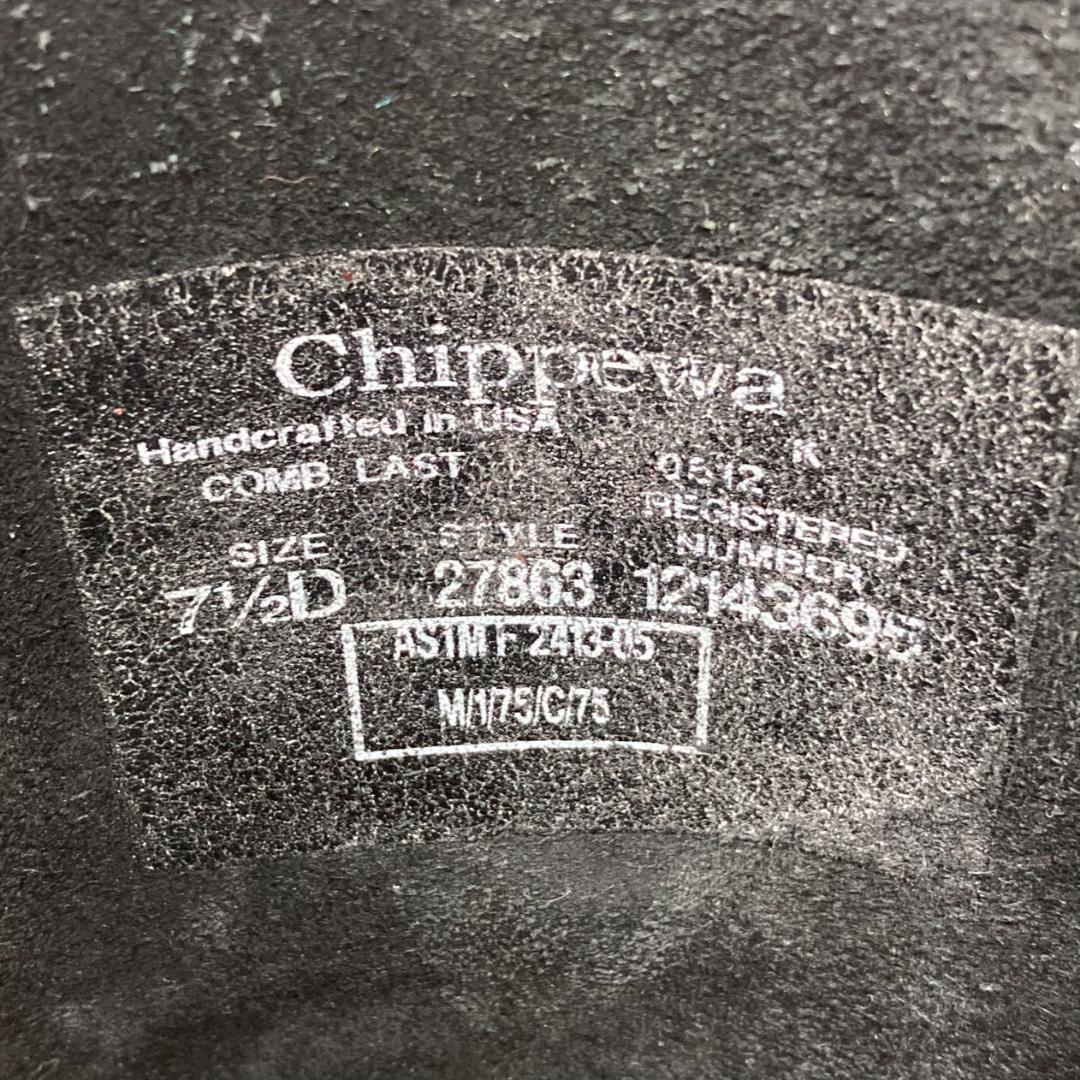 Chippewa
Handcrafted in USA K
COMB LAST 0512
SIZE STYLE REGISTERED NUMBER
7½D 27863 12143695
ASTM F 2413-05
M/1/75/C/75